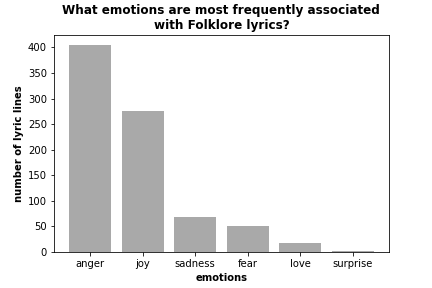 What emotions are most frequently associated
with Folklore lyrics?
number of lyric lines
400
350
300
250
200
150
100
50
0
anger joy sadness fear love surprise
emotions